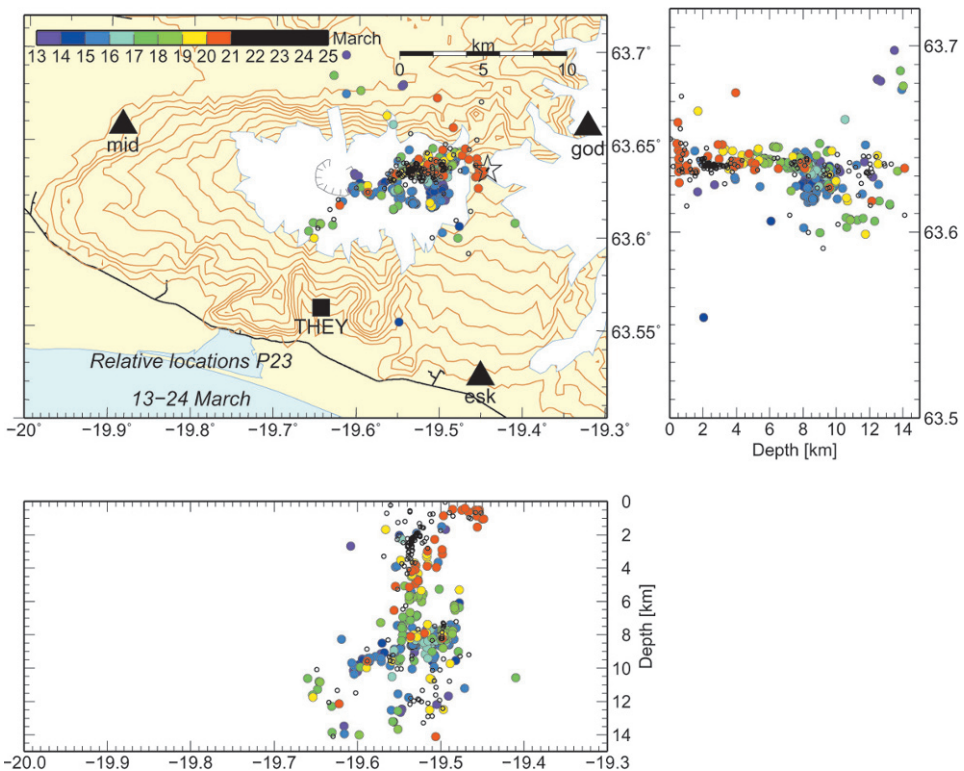 March
13 14 15 16 17 18 19 20 21 22 23 24 25
km
0 5 10
mid
god
THEY
esk
Relative locations P23
13−24 March
63.7˚
63.65˚
63.6˚
63.55˚
−20 −19.9 −19.8 −19.7 −19.6 −19.5 −19.4 −19.3
63.7
63.65
63.6
63.5
0 2 4 6 8 10 12 14
Depth [km]
0
2
4
6
8
10
12
14
Depth [km]
−20.0 −19.9 −19.8 −19.7 −19.6 −19.5 −19.4 −19.3